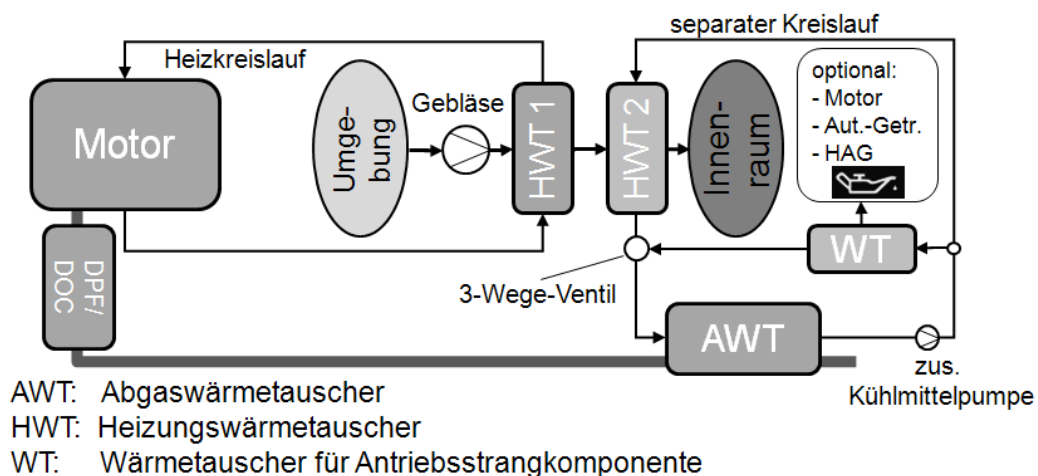 separater Kreislauf
Heizkreislauf
optional:
- Motor
- Aut.-Getr.
- HAG
Motor
Umge-
bung
Gebläse
HWT 1
HWT 2
Innen-
raum
WT
DPF/
DOC
3-Wege-Ventil
AWT
zus.
Kühlmittelpumpe
AWT: Abgaswärmetauscher
HWT: Heizungswärmetauscher
WT: Wärmetauscher für Antriebsstrangkomponente